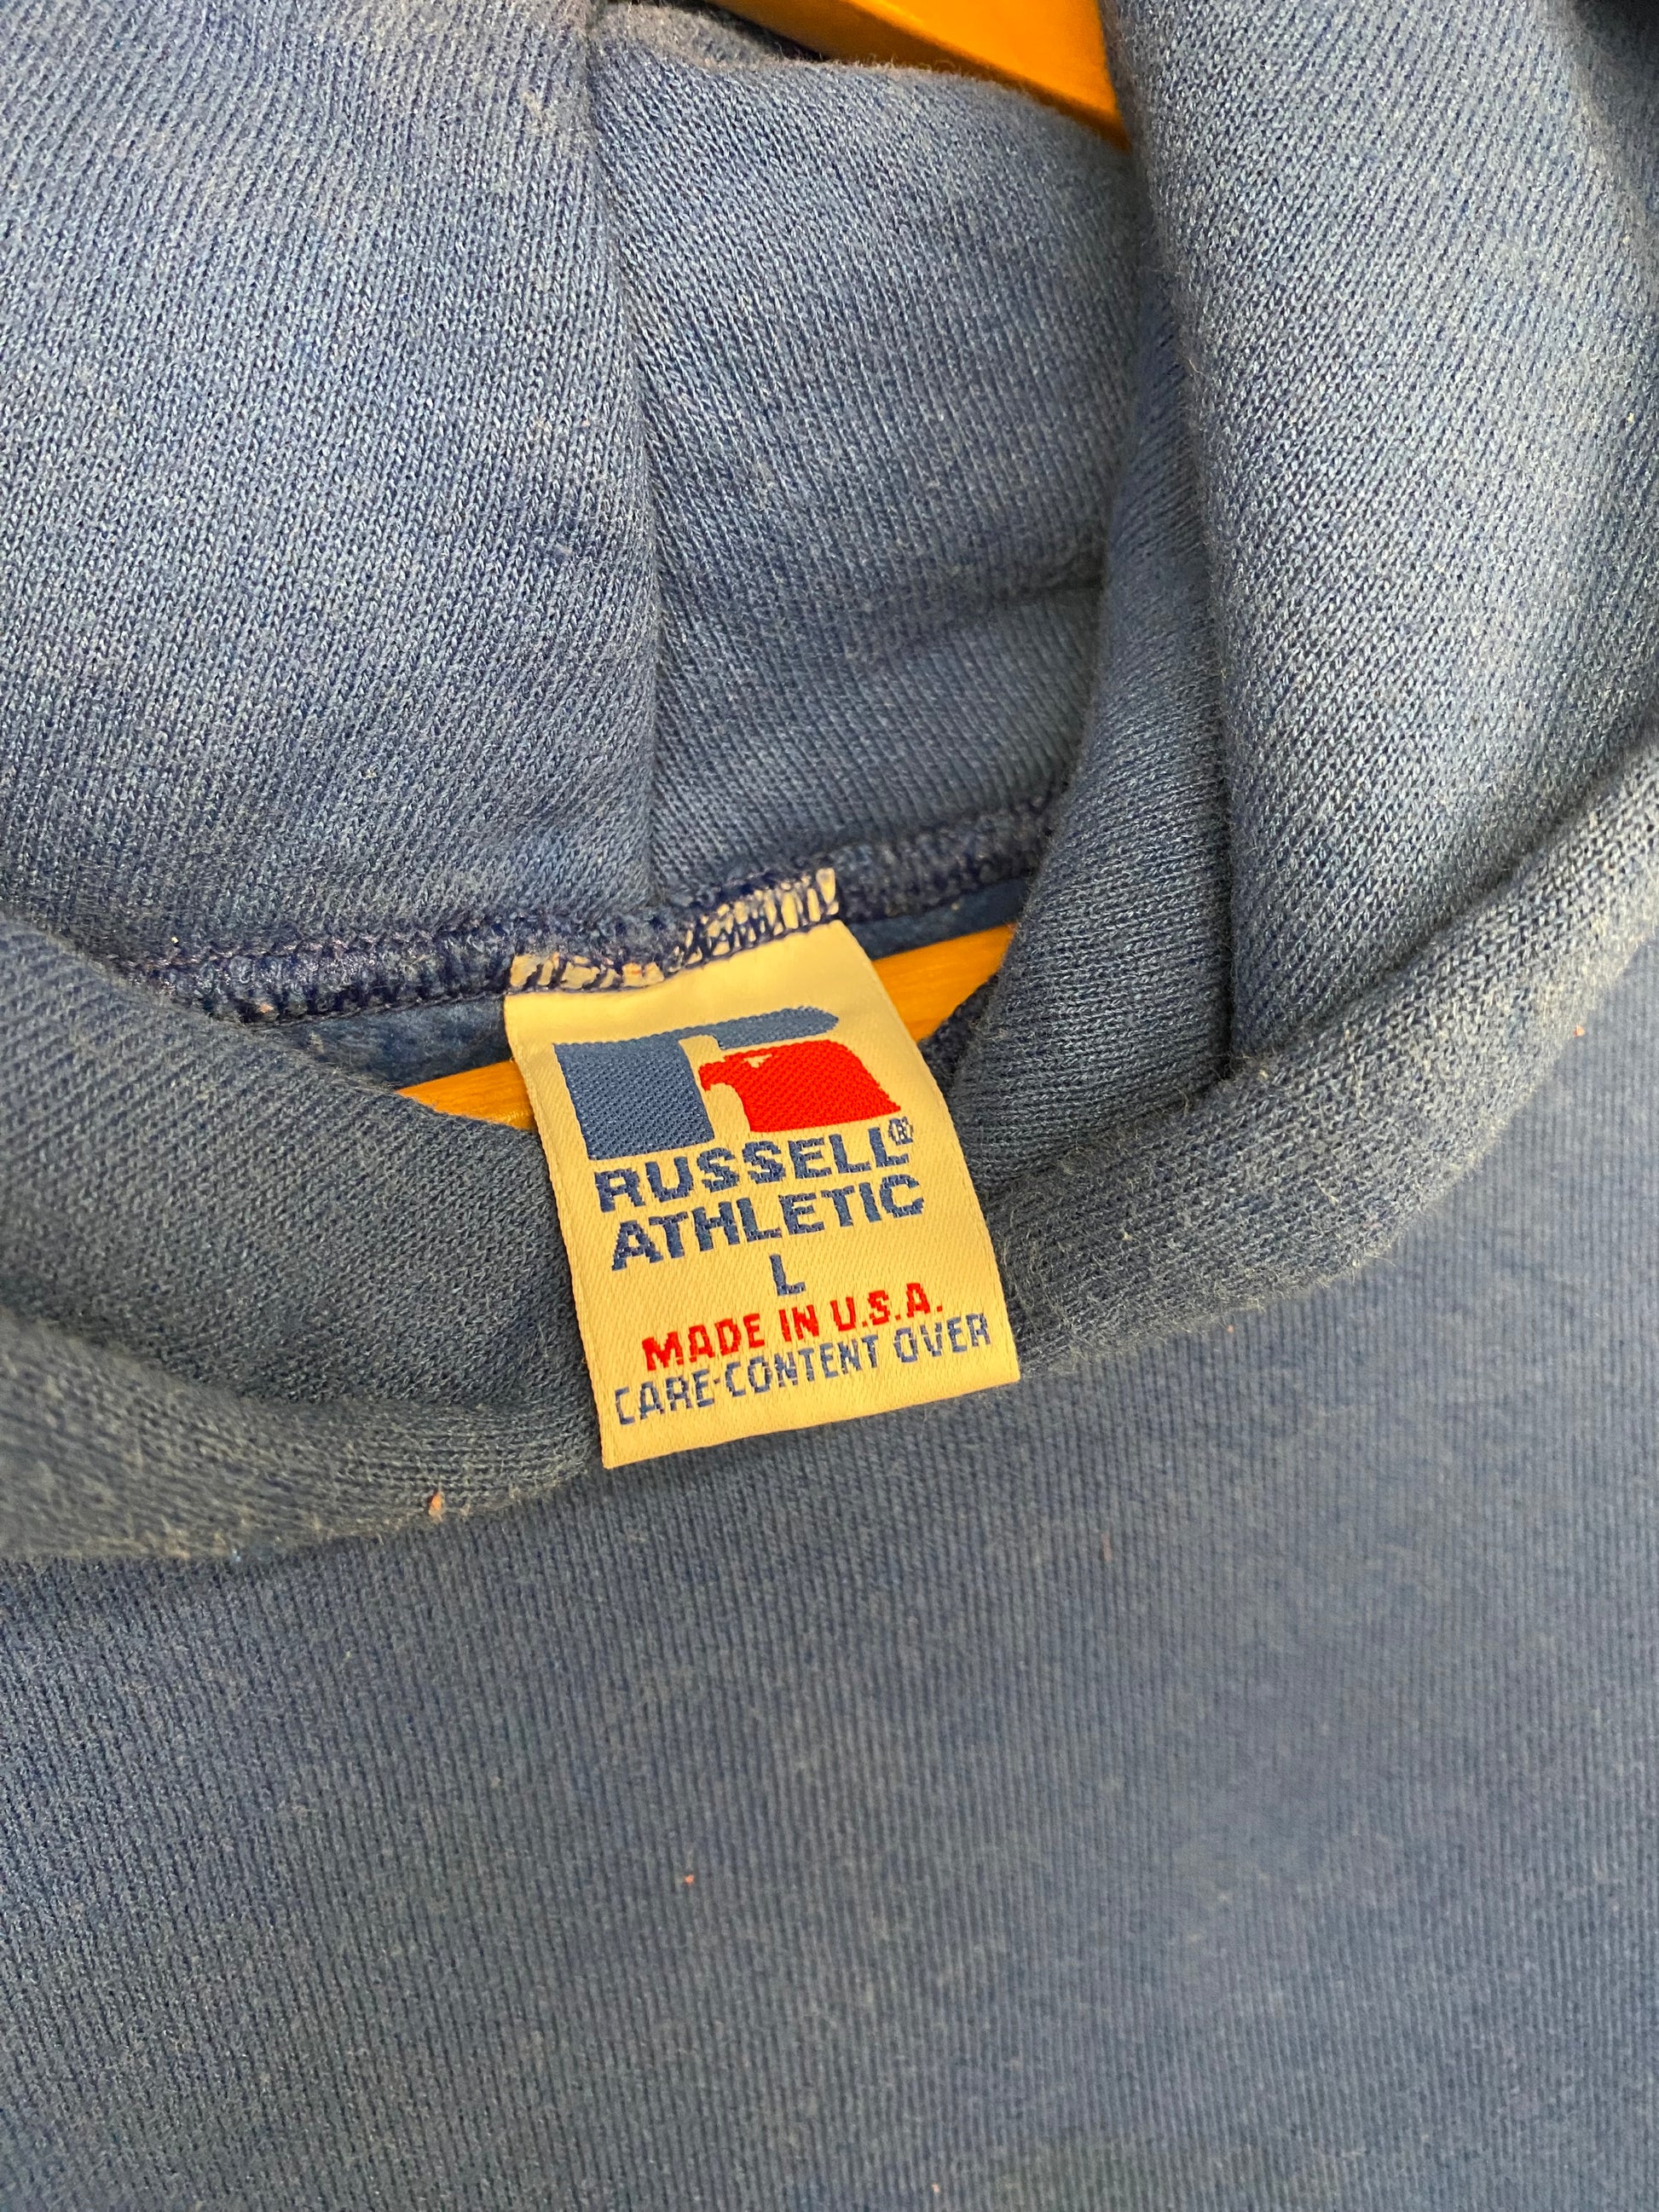 RUSSELL®
ATHLETIC
L
MADE IN U.S.A.
CARE-CONTENT OVER